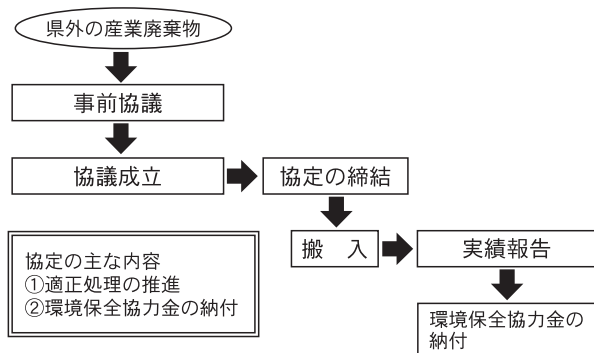 県外の産業廃棄物
事前協議
協議成立
協定の締結
搬　入
実績報告
協定の主な内容
①適正処理の推進
②環境保全協力金の納付
環境保全協力金の
納付